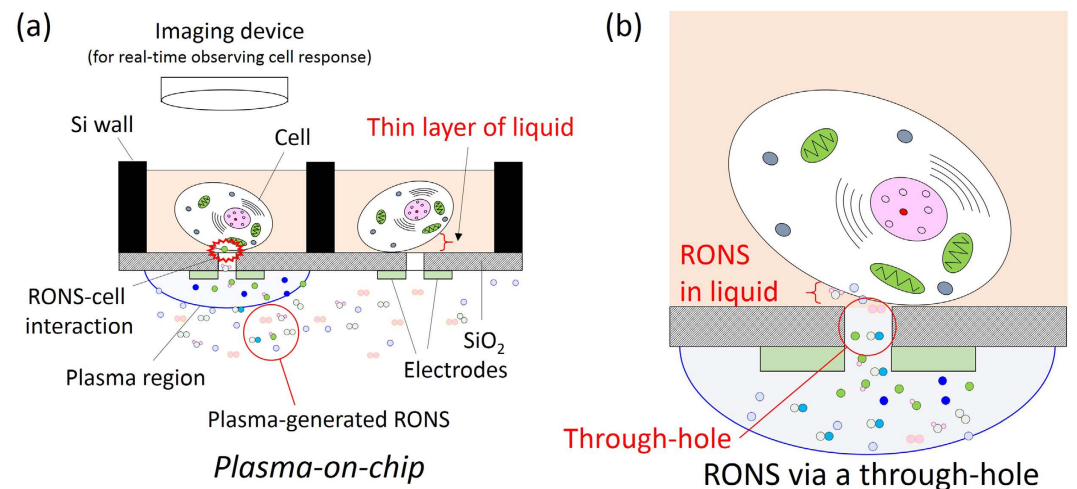 (a)
Imaging device
(for real-time observing cell response)
Si wall
Cell
Thin layer of liquid
RONS-cell
interaction
Plasma region
SiO2
Electrodes
Plasma-generated RONS
Plasma-on-chip
(b)
RONS
in liquid
Through-hole
RONS via a through-hole